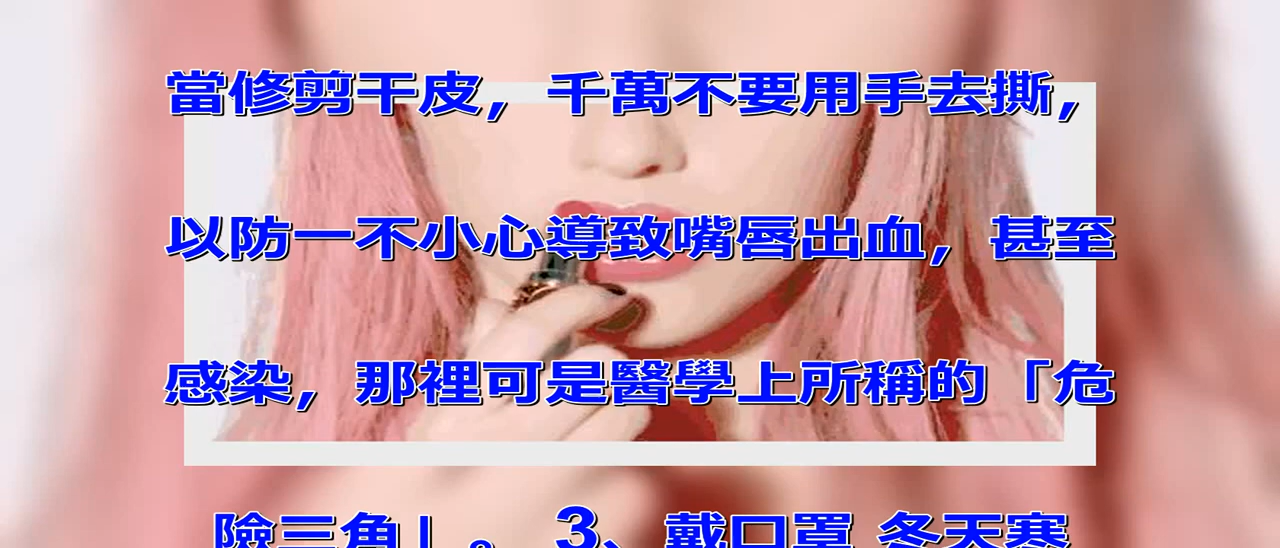 當修剪干皮，千萬不要用手去撕，
以防一不小心導致嘴唇出血，甚至
感染，那裡可是醫學上所稱的「危
險三角」。 3、戴口罩 冬天寒